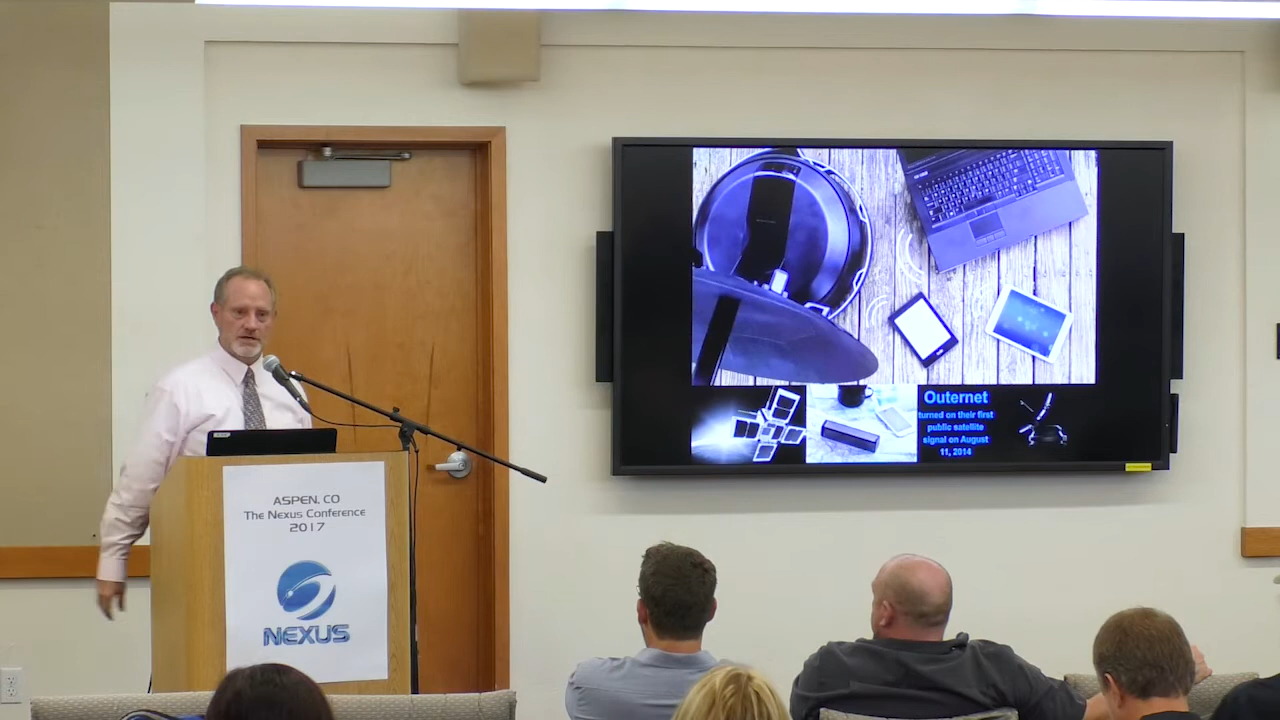 ASPEN, CO
The Nexus Conference
2017
NEXUS
Outernet
turned on their first
public satellite
signal on August
11, 2014